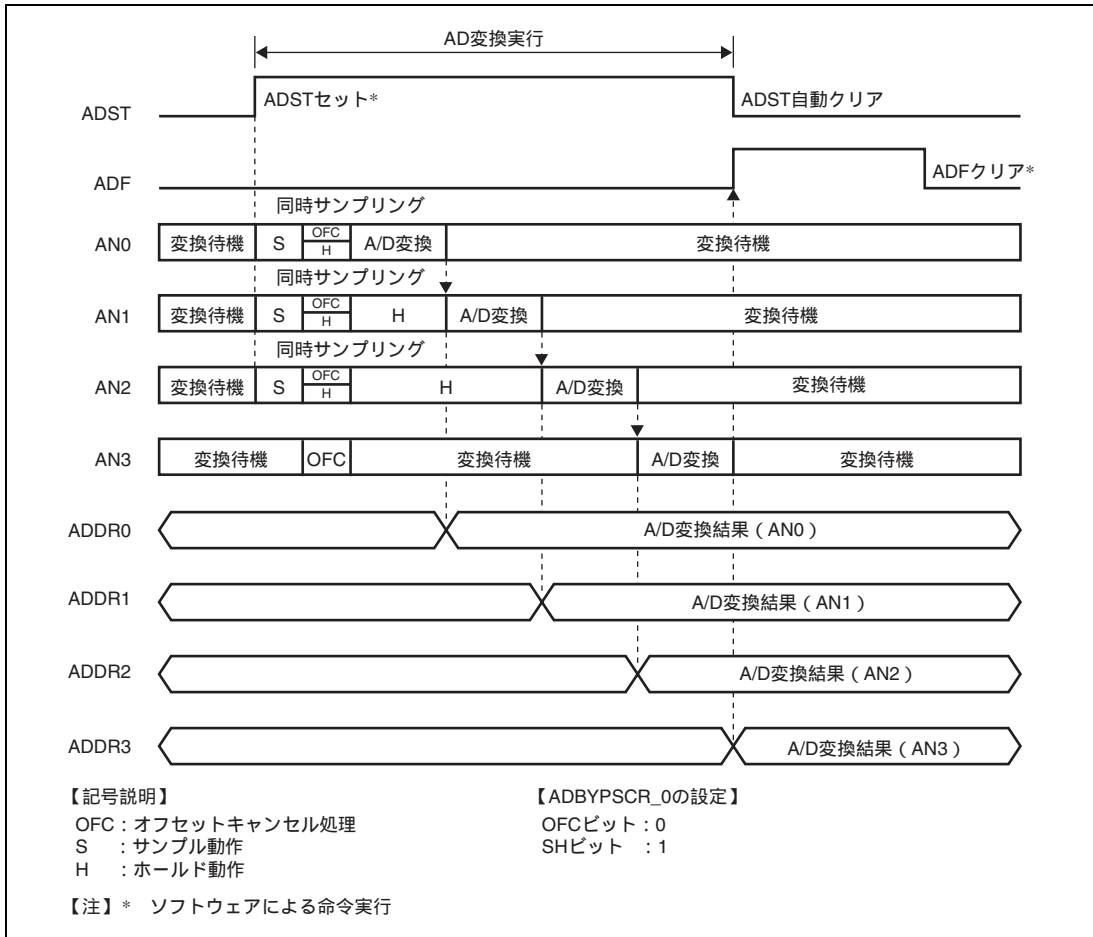 AD変換実行
ADST ADSTセット* ADST自動クリア
ADF ADFクリア*
同時サンプリング
AN0 変換待機 S OFC H A/D変換 変換待機
同時サンプリング
AN1 変換待機 S OFC H H A/D変換 変換待機
同時サンプリング
AN2 変換待機 S OFC H H A/D変換 変換待機
AN3 変換待機 OFC 変換待機 A/D変換 変換待機
ADDR0 A/D変換結果(AN0)
ADDR1 A/D変換結果(AN1)
ADDR2 A/D変換結果(AN2)
ADDR3 A/D変換結果(AN3)
【記号説明】 【ADBYPSCR_0の設定】
OFC:オフセットキャンセル処理 OFCビット:0
S :サンプル動作 SHビット :1
H :ホールド動作
【注】* ソフトウェアによる命令実行